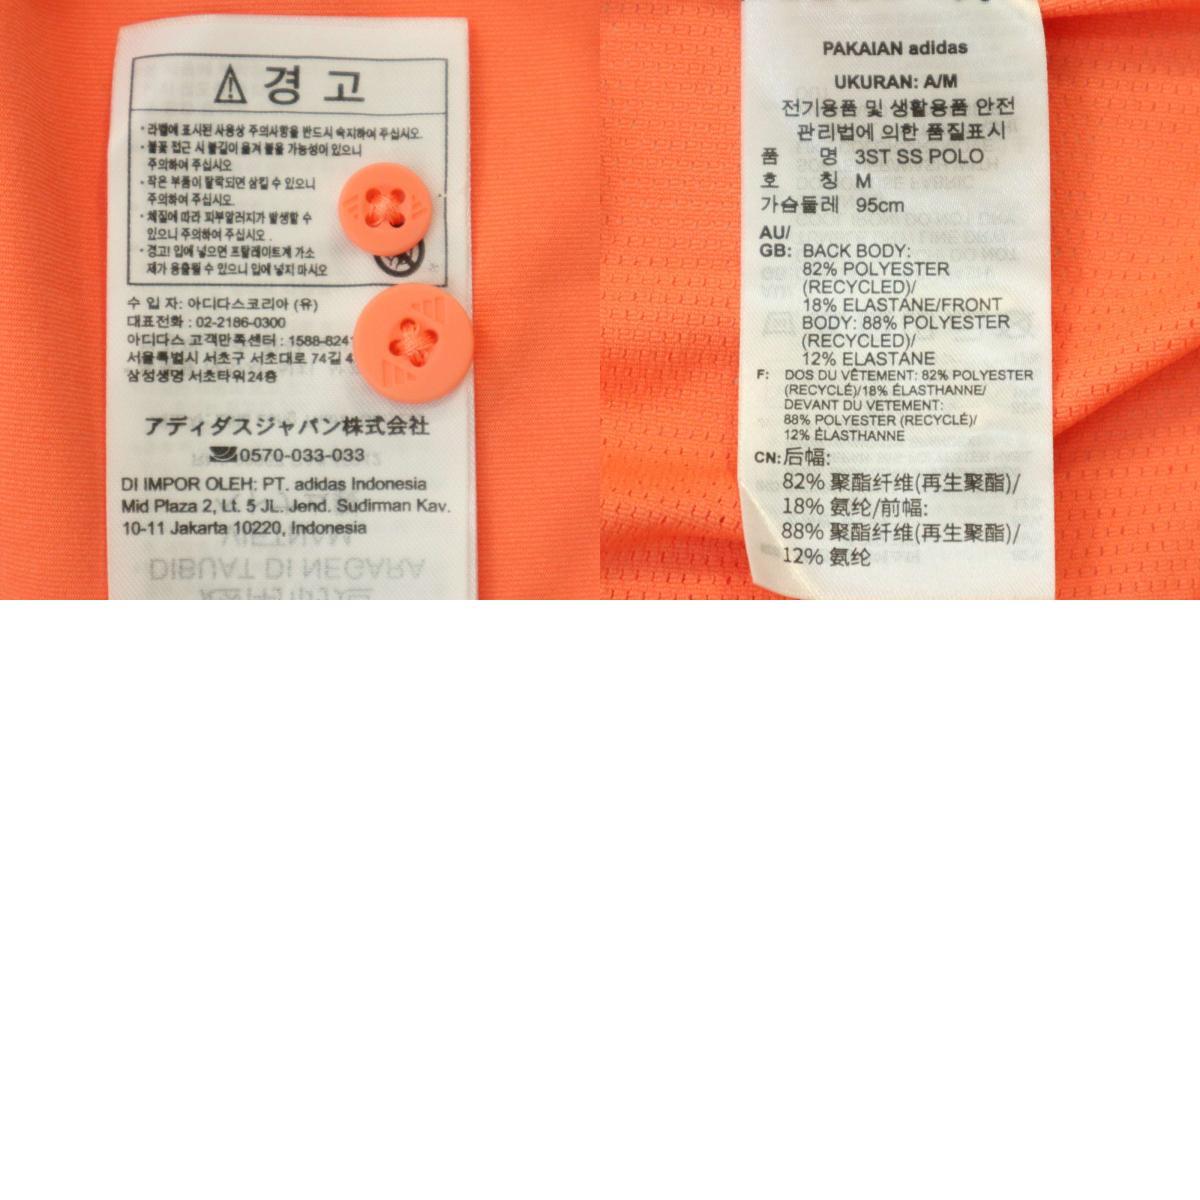 경 고
· 라벨에 표시된 사용상 주의사항을 반드시 숙지하여 주십시오.
· 불꽃 접근 시 불길이 옮겨 붙을 가능성이 있으니
주의하여 주십시오
· 작은 부품이 탈락되면 삼킬 수 있으니
주의하여 주십시오.
· 체질에 따라 피부알러지가 발생할 수
있으니 주의하여 주십시오 .
· 경고! 입에 넣으면 프탈레이트계 가소
제가 용출될 수 있으니 입에 넣지 마시오
수 입 자: 아디다스코리아 (유)
대표전화 : 02-2186-0300
아디다스 고객만족센터 : 1588-824
서울특별시 서초구 서초대로 74길 4
삼성생명 서초타워24층
アディダスジャパン株式会社
0570-033-033
DI IMPOR OLEH: PT. adidas Indonesia
Mid Plaza 2, Lt. 5 JL. Jend. Sudirman Kav.
10-11 Jakarta 10220, Indonesia
VIETNAM
DIBUAT DI NEGARA
PAKAIAN adidas
UKURAN: A/M
전기용품 및 생활용품 안전
관리법에 의한 품질표시
품 명 3ST SS POLO
호 칭 M
가슴둘레 95cm
AU/
GB: BACK BODY:
82% POLYESTER
(RECYCLED)/
18% ELASTANE/FRONT
BODY: 88% POLYESTER
(RECYCLED)/
12% ELASTANE
F: DOS DU VÊTEMENT: 82% POLYESTER
(RECYCLÉ)/18% ÉLASTHANNE/
DEVANT DU VETEMENT:
88% POLYESTER (RECYCLÉ)/
12% ÉLASTHANNE
CN: 后幅:
82% 聚酯纤维(再生聚酯)/
18% 氨纶/前幅:
88% 聚酯纤维(再生聚酯)/
12% 氨纶